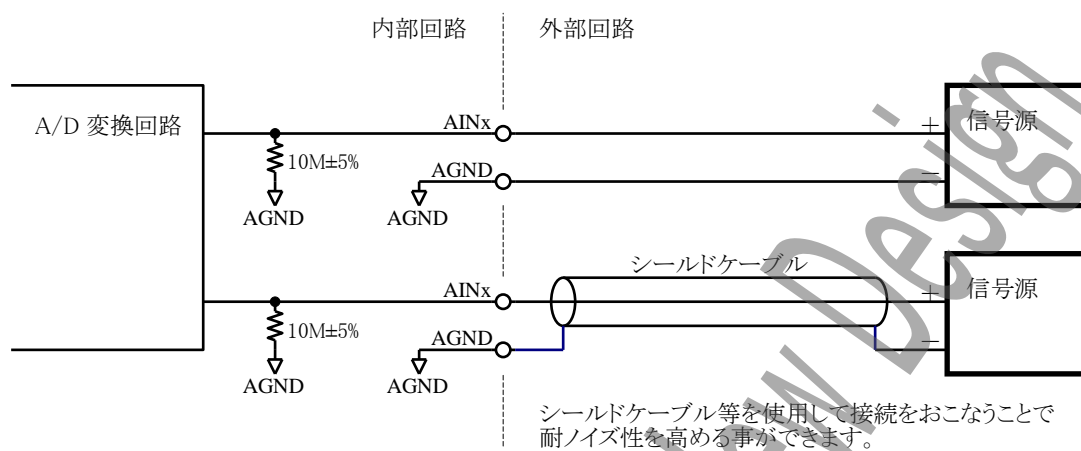 内部回路
外部回路
A/D 変換回路
AINx
+
信号源
10M±5%
AGND
−
AGND
AGND
シールドケーブル
AINx
+
信号源
10M±5%
AGND
−
AGND
AGND
シールドケーブル等を使用して接続をおこなうことで
耐ノイズ性を高める事ができます。
aw Design